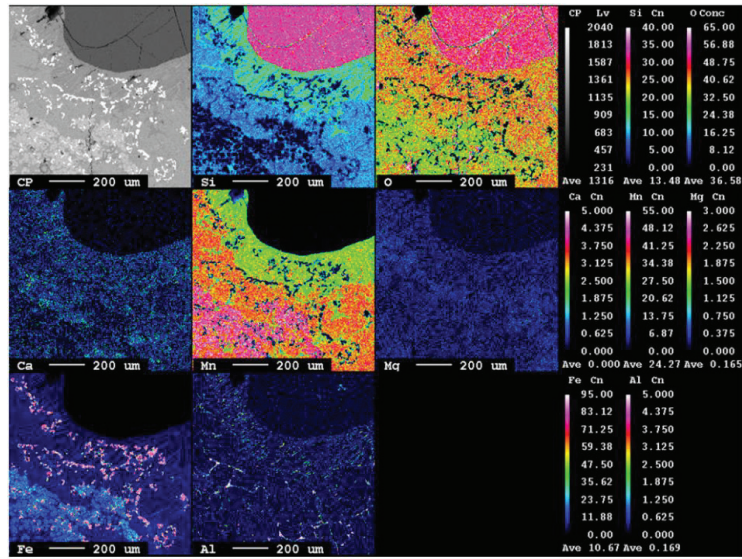 CP Lv Si Cn O Conc
2040 40.00 65.00
1813 35.00 56.88
1587 30.00 48.75
1361 25.00 40.62
1135 20.00 32.50
909 15.00 24.38
683 10.00 16.25
457 5.00 8.12
231 0.00 0.00
Ave 1316 Ave 13.48 Ave 36.58
CP 200 um Si 200 um O 200 um
Ca Cn Mn Cn Mg Cn
5.000 55.00 3.000
4.375 48.12 2.625
3.750 41.25 2.250
3.125 34.38 1.875
2.500 27.50 1.500
1.875 20.62 1.125
1.250 13.75 0.750
0.625 6.87 0.375
0.000 0.00 0.000
Ave 0.000 Ave 24.27 Ave 0.165
Ca 200 um Mn 200 um Mg 200 um
Fe Cn Al Cn
95.00 5.000
83.12 4.375
71.25 3.750
59.38 3.125
47.50 2.500
35.62 1.875
23.75 1.250
11.88 0.625
0.00 0.000
Ave 10.67 Ave 0.169
Fe 200 um Al 200 um